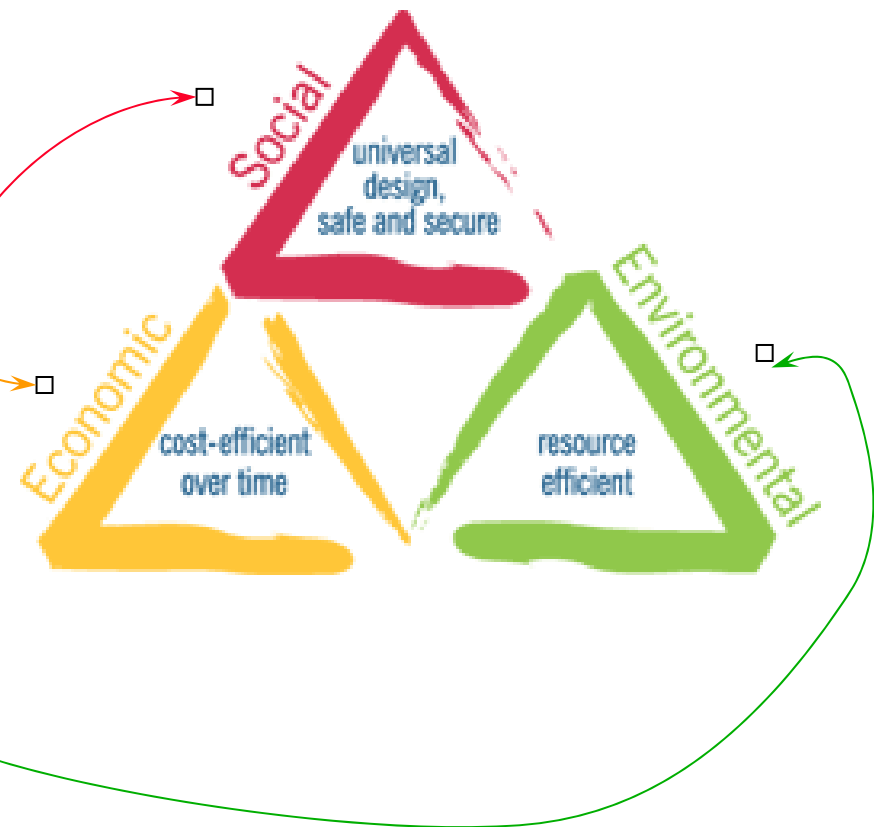 Social
universal
design,
safe and secure
Economic
cost-efficient
over time
Environmental
resource
efficient